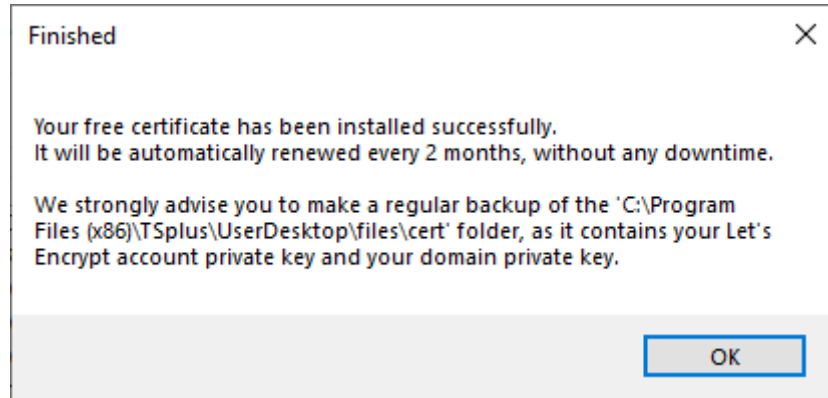 Finished
Your free certificate has been installed successfully.
It will be automatically renewed every 2 months, without any downtime.
We strongly advise you to make a regular backup of the 'C:\Program
Files (x86)\TSplus\UserDesktop\files\cert' folder, as it contains your Let's
Encrypt account private key and your domain private key.
OK